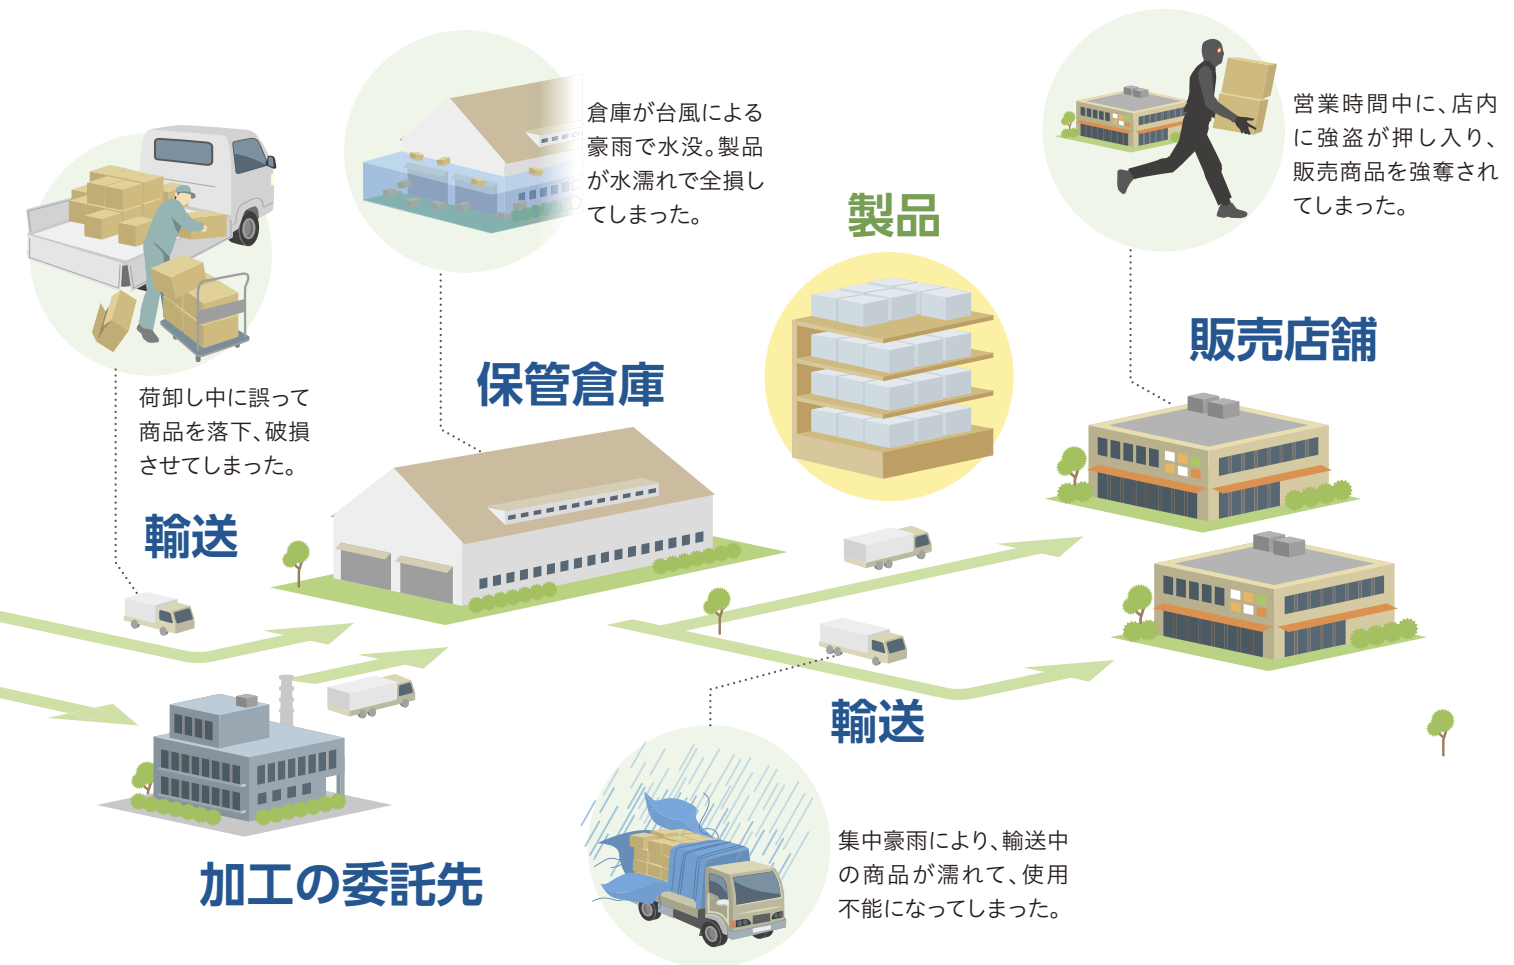 倉庫が台風による
豪雨で水没。製品
が水濡れで全損し
てしまった。
製品
営業時間中に、店内
に強盗が押し入り、
販売商品を強奪され
てしまった。
販売店舗
保管倉庫
荷卸し中に誤って
商品を落下、破損
させてしまった。
輸送
輸送
加工の委託先
集中豪雨により、輸送中
の商品が濡れて、使用
不能になってしまった。